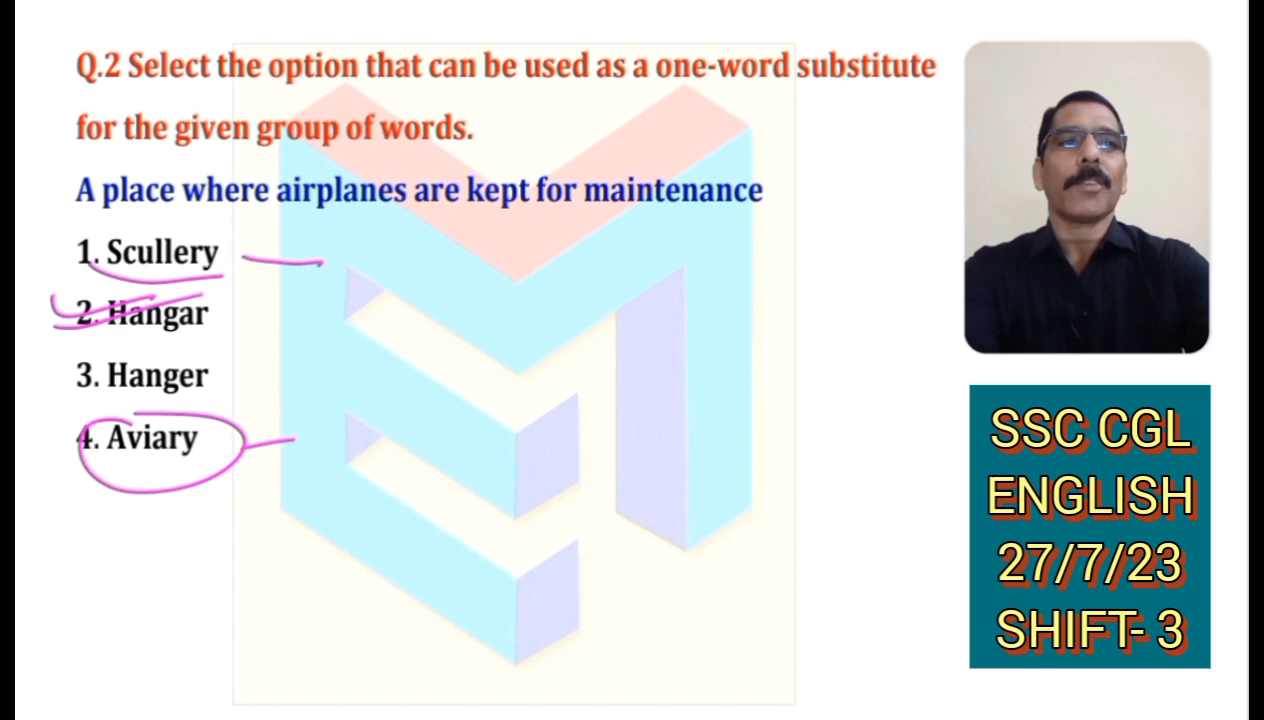 Q.2 Select the option that can be used as a one-word substitute
for the given group of words.
A place where airplanes are kept for maintenance
1. Scullery
2. Hangar
3. Hanger
4. Aviary
SSC CGL
ENGLISH
27/7/23
SHIFT- 3